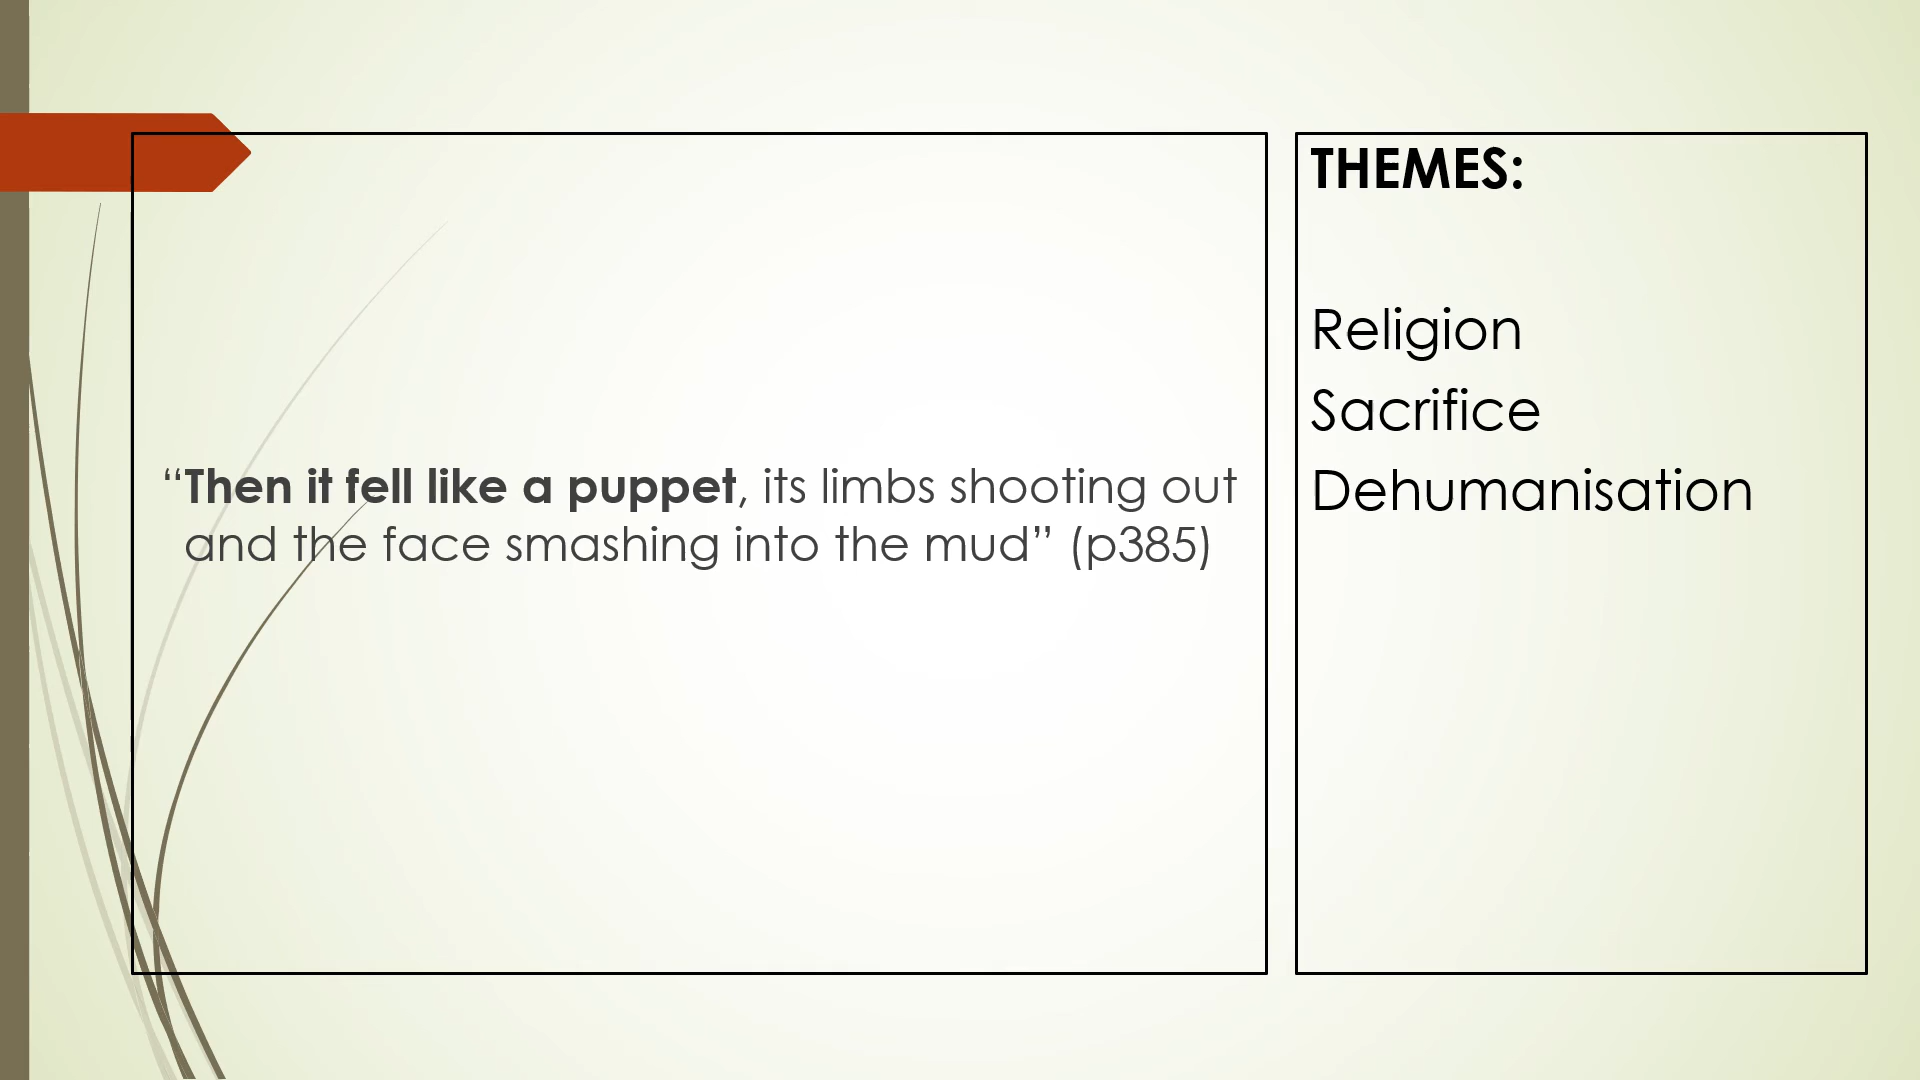 “Then it fell like a puppet, its limbs shooting out
and the face smashing into the mud” (p385)
THEMES:
Religion
Sacrifice
Dehumanisation